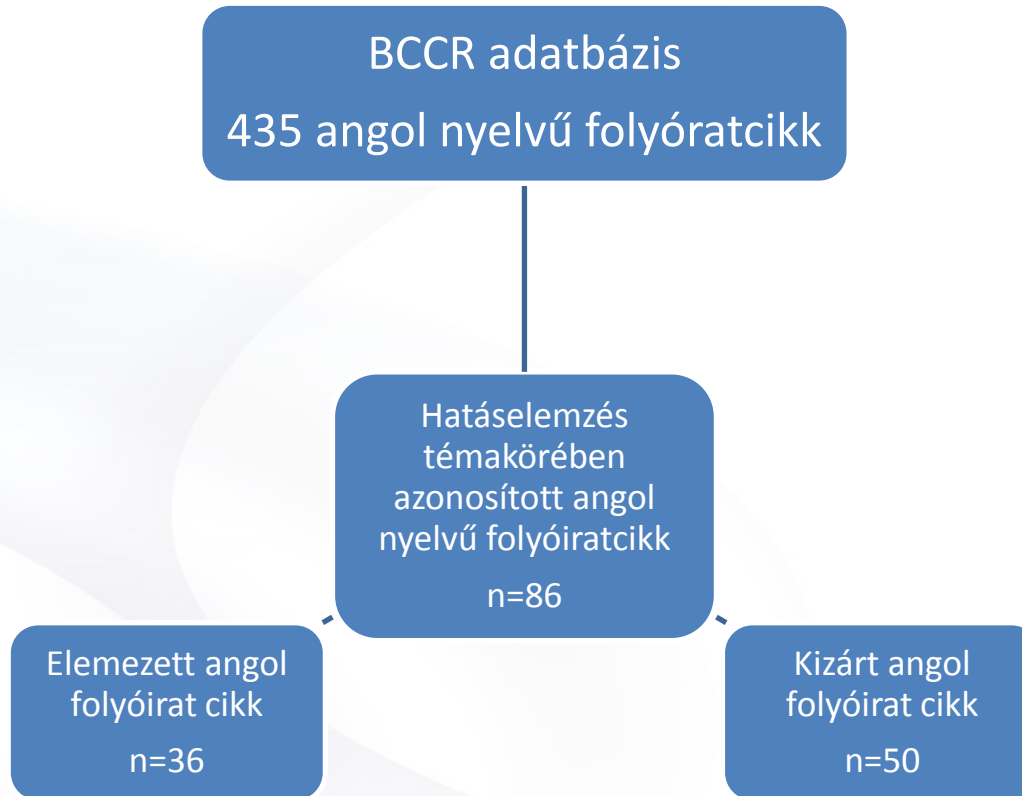 BCCR adatbázis
435 angol nyelvű folyóratcikk
Hatáselemzés
témakörében
azonosított angol
nyelvű folyóiratcikk
n=86
Elemezett angol
folyóirat cikk
n=36
Kizárt angol
folyóirat cikk
n=50